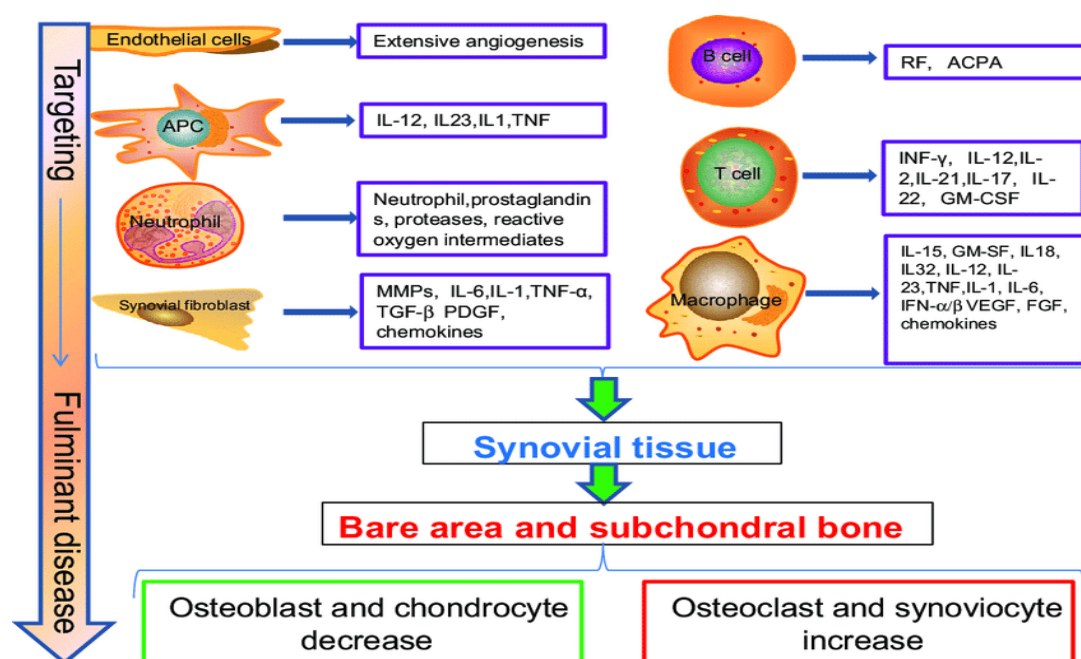 Targeting
Fulminant disease
Endothelial cells
Extensive angiogenesis
APC
IL-12, IL23,IL1,TNF
Neutrophil
Neutrophil,prostaglandin
s, proteases, reactive
oxygen intermediates
Synovial fibroblast
MMPs, IL-6,IL-1,TNF-α,
TGF-β PDGF,
chemokines
B cell
RF, ACPA
T cell
INF-γ, IL-12,IL-
2,IL-21,IL-17, IL-
22, GM-CSF
Macrophage
IL-15, GM-SF, IL18,
IL32, IL-12, IL-
23,TNF,IL-1, IL-6,
IFN-α/β VEGF, FGF,
chemokines
Synovial tissue
Bare area and subchondral bone
Osteoblast and chondrocyte
decrease
Osteoclast and synoviocyte
increase